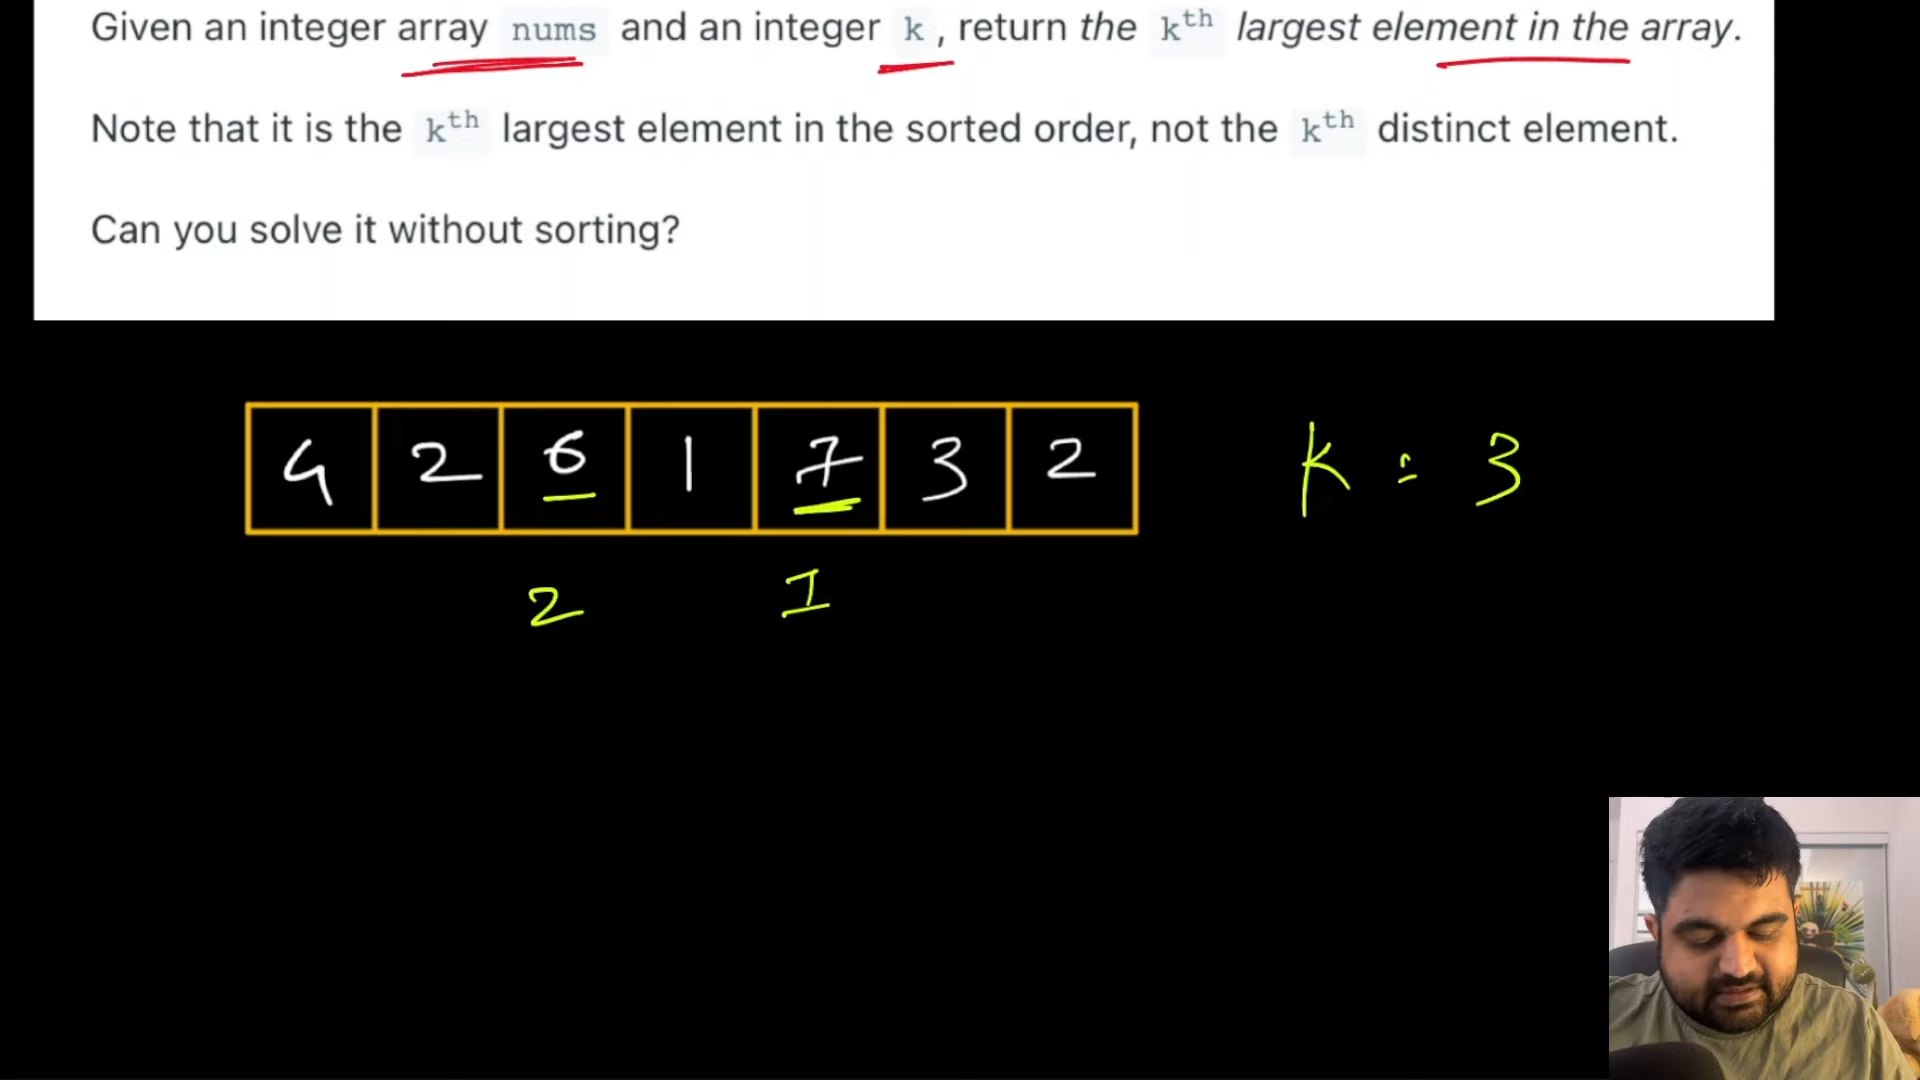 Given an integer array nums and an integer k, return the kth largest element in the array.
Note that it is the kth largest element in the sorted order, not the kth distinct element.
Can you solve it without sorting?
4 2 6 1 7 3 2 K = 3
2 1